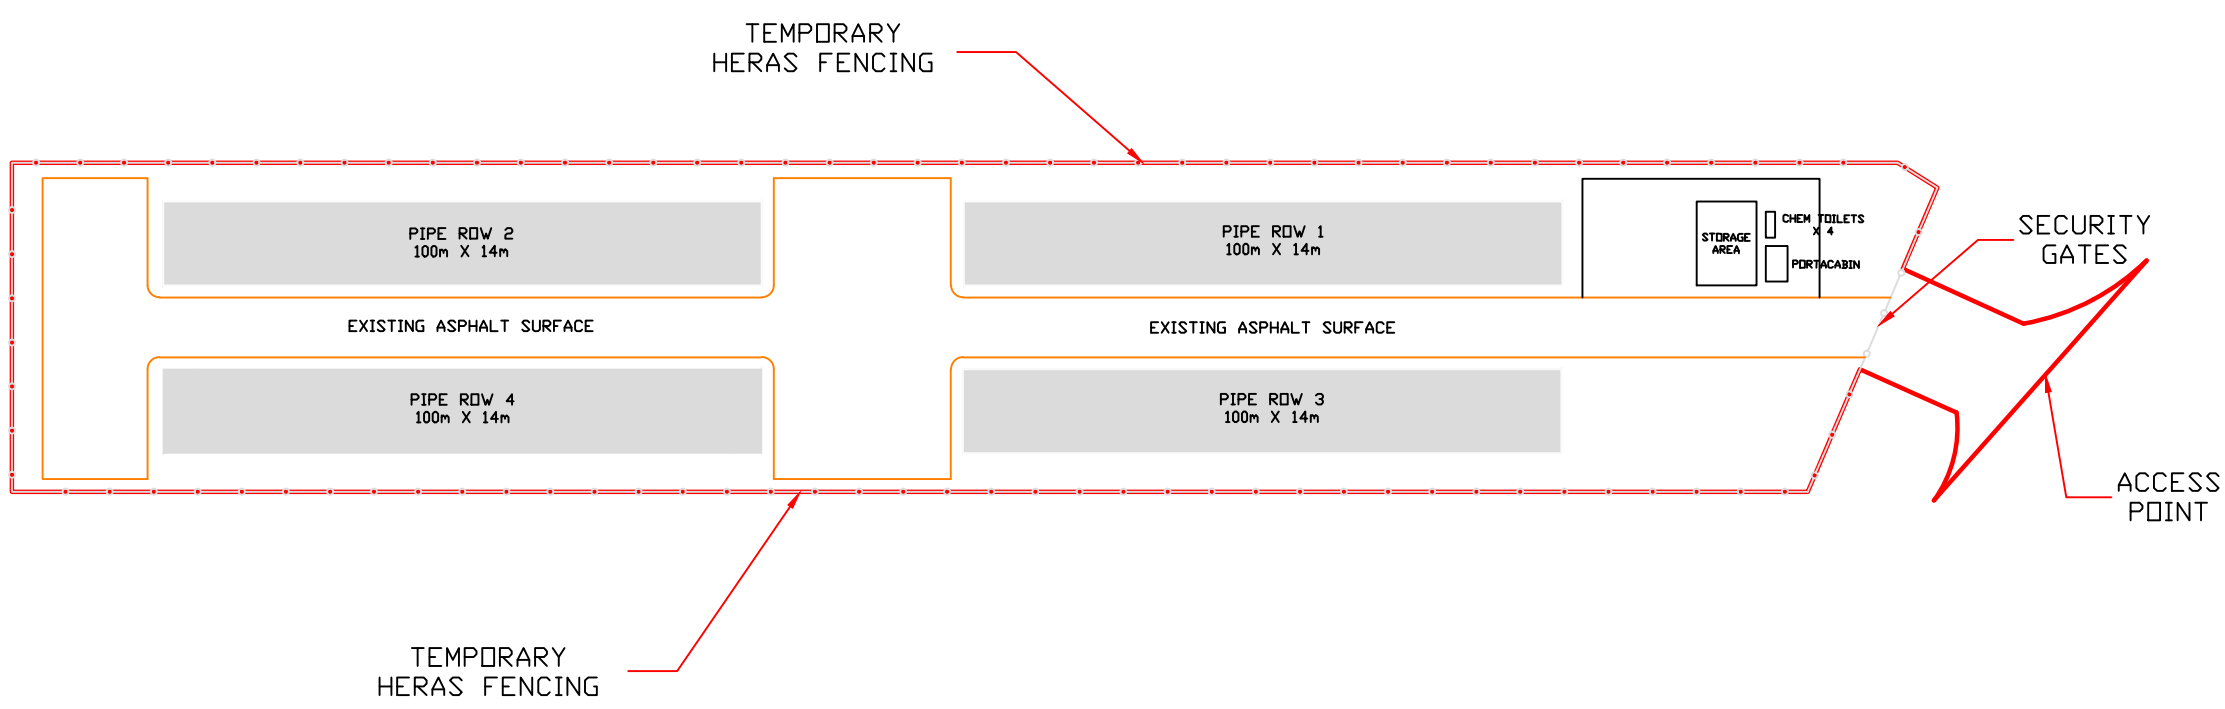 TEMPORARY
HERAS FENCING
PIPE ROW 2
100m X 14m
PIPE ROW 1
100m X 14m
STORAGE
AREA
CHEM TOILETS
X 4
PORTACABIN
SECURITY
GATES
EXISTING ASPHALT SURFACE
EXISTING ASPHALT SURFACE
PIPE ROW 4
100m X 14m
PIPE ROW 3
100m X 14m
ACCESS
POINT
TEMPORARY
HERAS FENCING